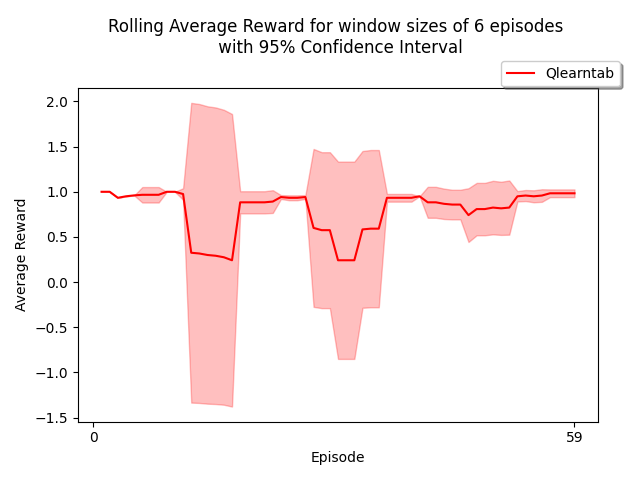 Rolling Average Reward for window sizes of 6 episodes
with 95% Confidence Interval
Qlearntab
2.0
1.5
1.0
0.5
0.0
−0.5
−1.0
−1.5
Average Reward
0
59
Episode